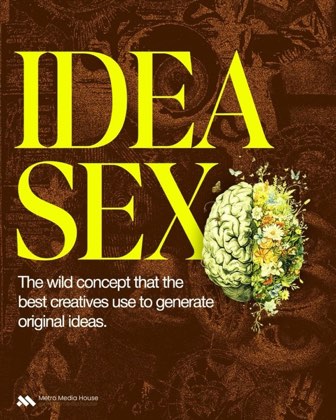 IDEA
SEX
The wild concept that the
best creatives use to generate
original ideas.
Metro Media House